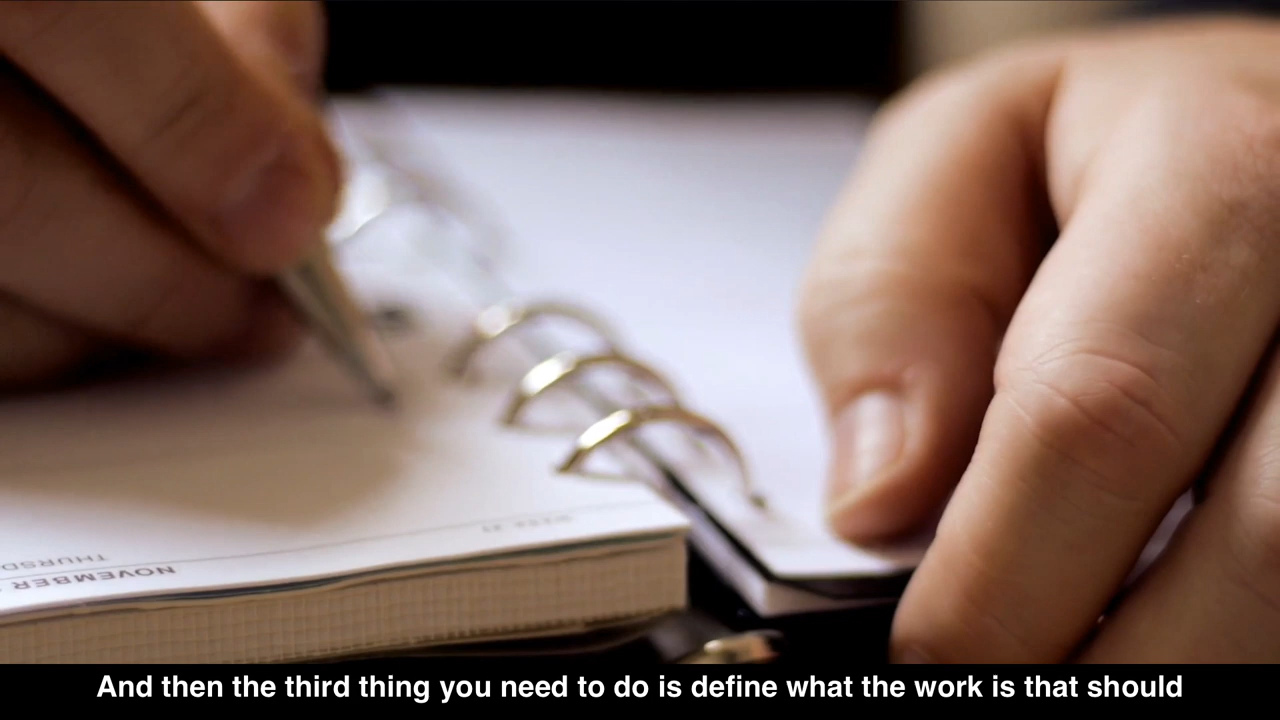 THURSD
NOVEMBER
And then the third thing you need to do is define what the work is that should